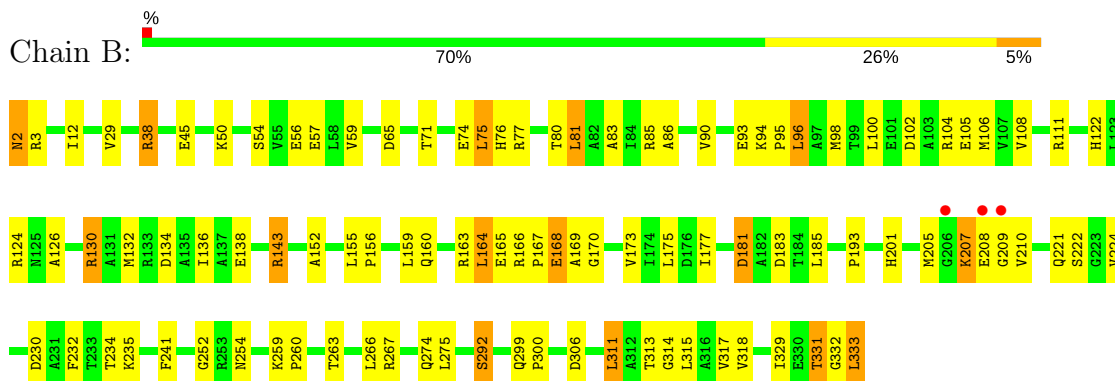 %
Chain B:
70% 26% 5%
N2 R3 I12 V29 R38 E45 K50 S54 V55 E56 E57 L58 V59 D65 T71 E74 L75 H76 R77 T80 L81 A82 A83 I84 R85 A86 V90 E93 K94 P95 L96 A97 M98 T99 L100 E101 D102 A103 R104 E105 M106 V107 V108 R111 H122 L123
R124 N125 A126 R130 A131 M132 R133 D134 A135 I136 A137 E138 R143 A152 L155 P156 L159 Q160 R163 L164 E165 R166 P167 E168 A169 G170 V173 I174 L175 D176 I177 D181 A182 D183 T184 L185 P193 H201 M205 G206 K207 E208 G209 V210 Q221 S222 G223 V224
D230 A231 F232 T233 T234 K235 F241 G252 R253 N254 K259 P260 T263 L266 R267 Q274 L275 S292 Q299 P300 D306 L311 A312 T313 G314 L315 A316 V317 V318 I329 E330 T331 G332 L333